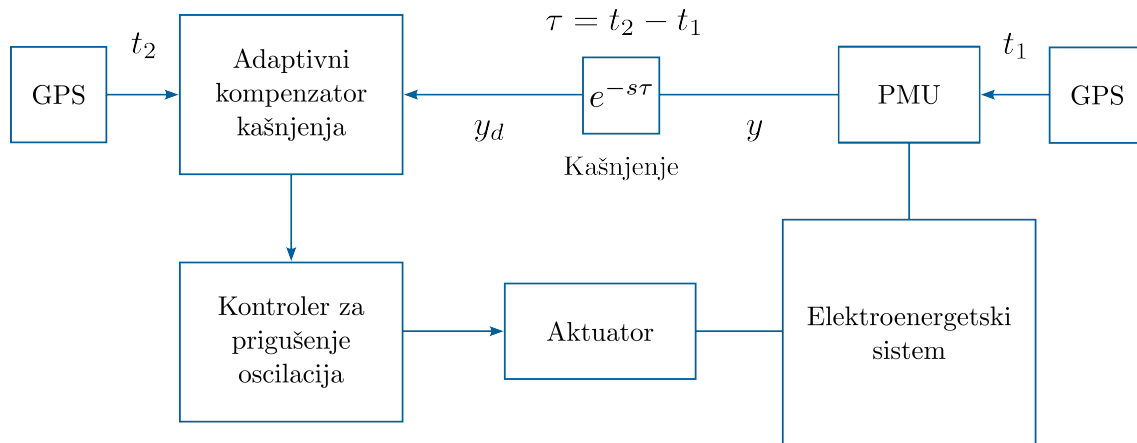 τ = t₂ − t₁
t₂
t₁
GPS
Adaptivni
kompenzator
kašnjenja
e^{−sτ}
PMU
GPS
y_d
y
Kašnjenje
Kontroler za
prigušenje
oscilacija
Aktuator
Elektroenergetski
sistem